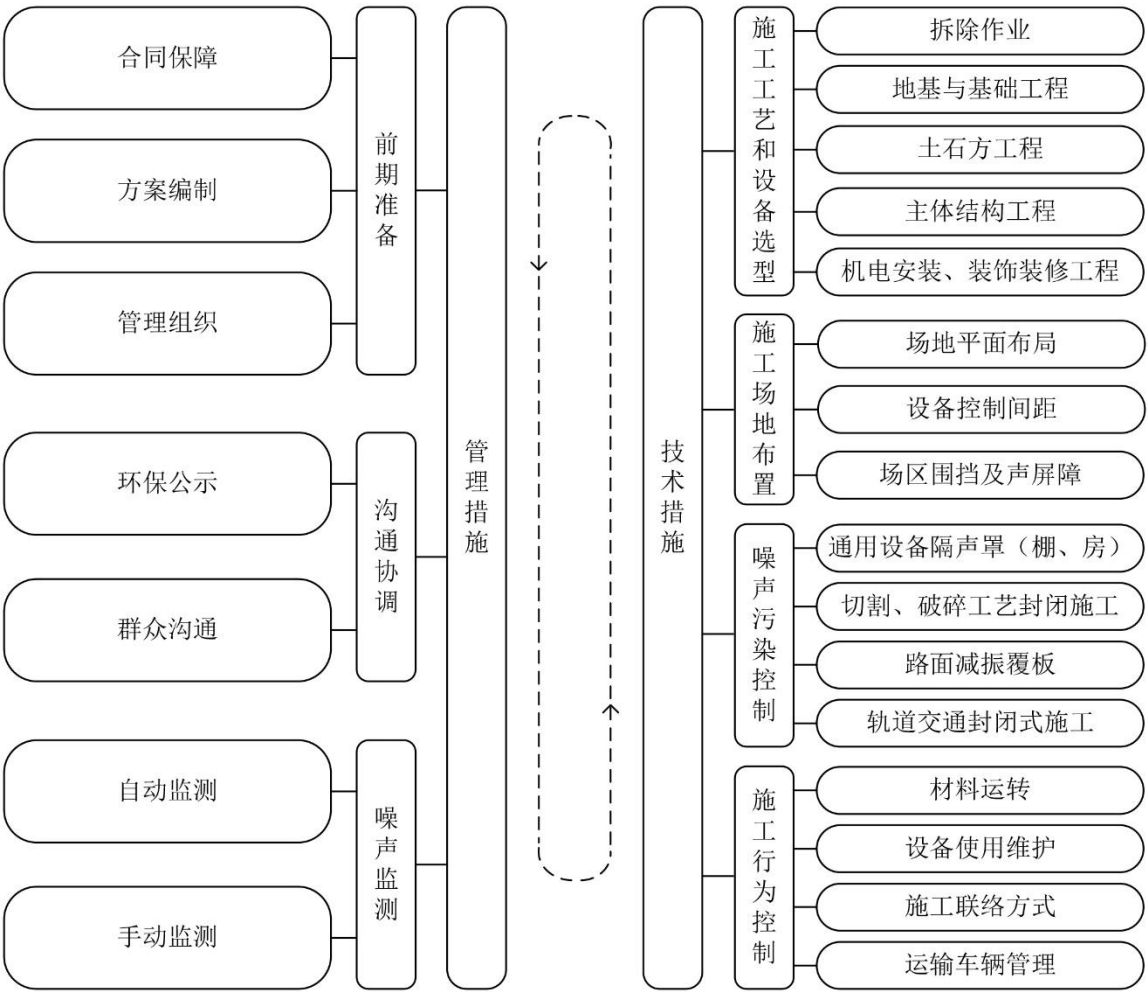 合同保障
方案编制
管理组织
前期准备
环保公示
群众沟通
沟通协调
自动监测
手动监测
噪声监测
管理措施
技术措施
施工工艺和设备选型
拆除作业
地基与基础工程
土石方工程
主体结构工程
机电安装、装饰装修工程
施工场地布置
场地平面布局
设备控制间距
场区围挡及声屏障
噪声污染控制
通用设备隔声罩（棚、房）
切割、破碎工艺封闭施工
路面减振覆板
轨道交通封闭式施工
施工行为控制
材料运转
设备使用维护
施工联络方式
运输车辆管理